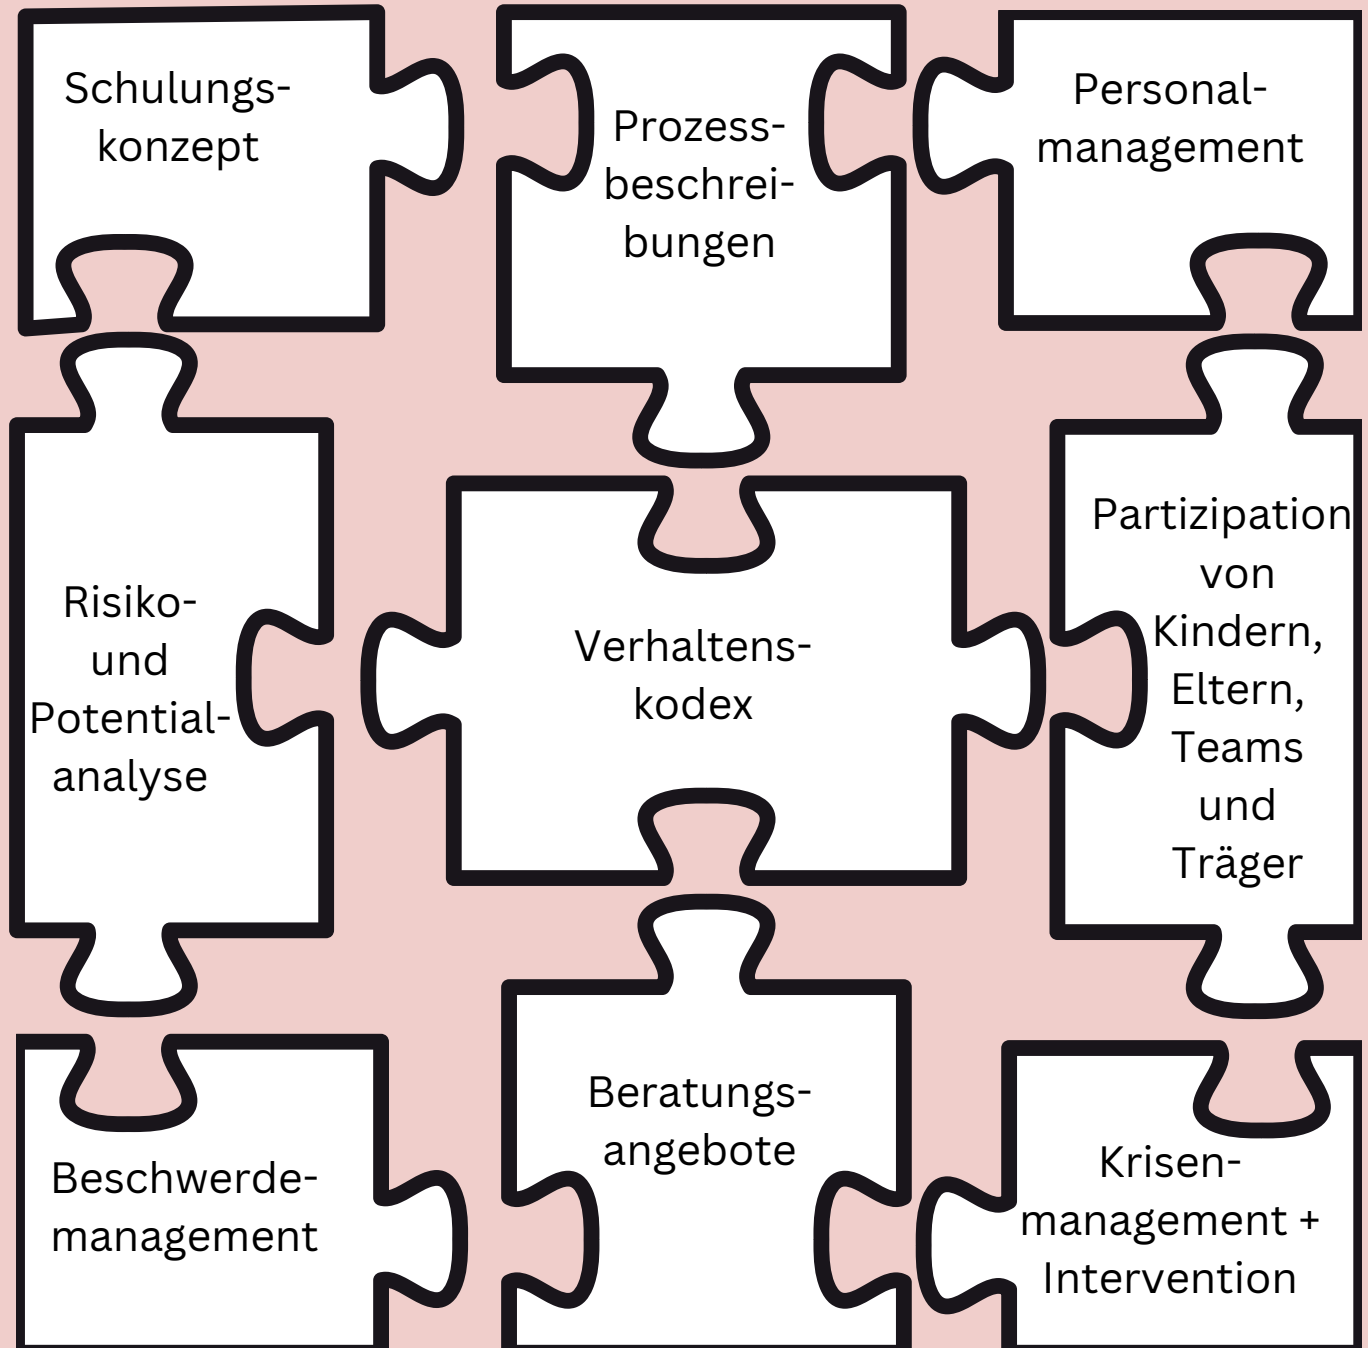 Schulungs-
konzept
Prozess-
beschrei-
bungen
Personal-
management
Risiko-
und
Potential-
analyse
Verhaltens-
kodex
Partizipation
von
Kindern,
Eltern,
Teams
und
Träger
Beschwerde-
management
Beratungs-
angebote
Krisen-
management +
Intervention